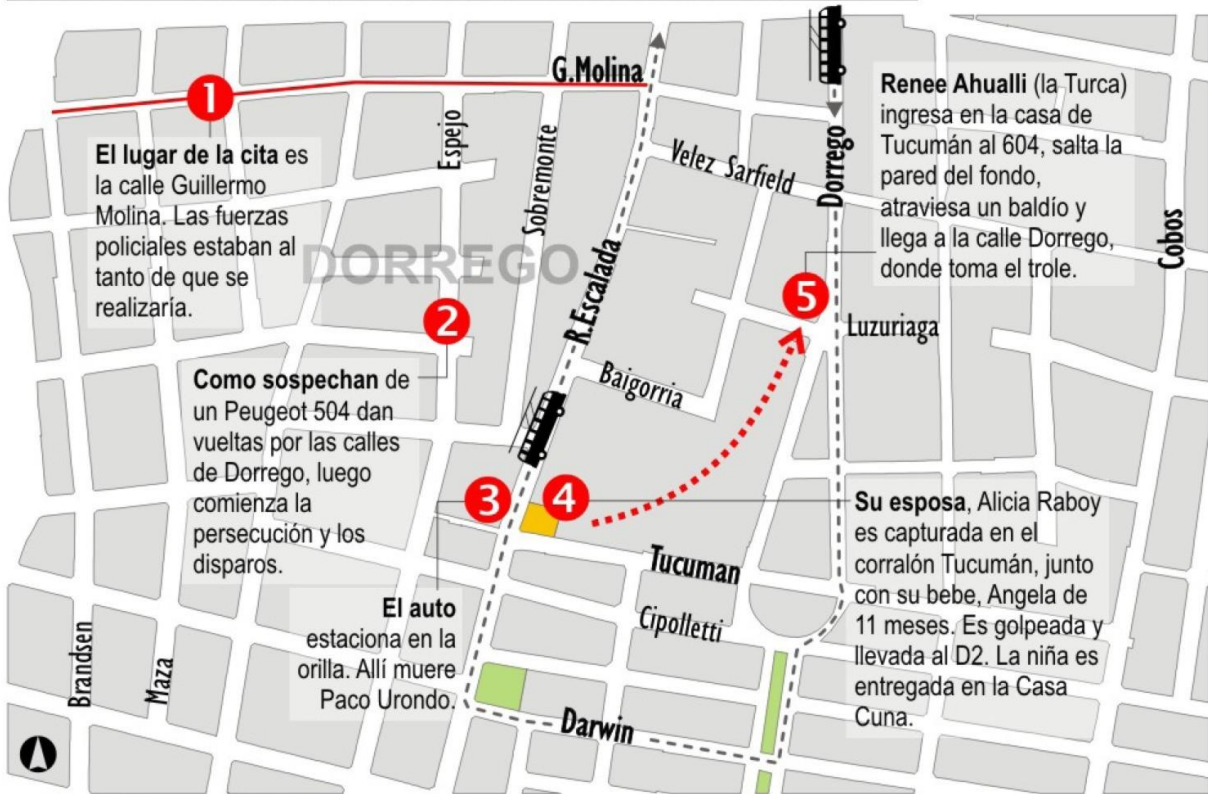 G.Molina
1
El lugar de la cita es
la calle Guillermo
Molina. Las fuerzas
policiales estaban al
tanto de que se
realizaría.
Espejo
Sobremonte
Velez Sarfield
Dorrego
Renee Ahualli (la Turca)
ingresa en la casa de
Tucumán al 604, salta la
pared del fondo,
atraviesa un baldío y
llega a la calle Dorrego,
donde toma el trole.
Cobos
DORREGO
R.Escalada
5
Luzuriaga
2
Como sospechan de
un Peugeot 504 dan
vueltas por las calles
de Dorrego, luego
comienza la
persecución y los
disparos.
Baigorria
3
4
Su esposa, Alicia Raboy
es capturada en el
corralón Tucumán, junto
con su bebe, Angela de
11 meses. Es golpeada y
llevada al D2. La niña es
entregada en la Casa
Cuna.
Tucuman
Cipolletti
El auto
estaciona en la
orilla. Allí muere
Paco Urondo.
Brandsen
Maza
Darwin